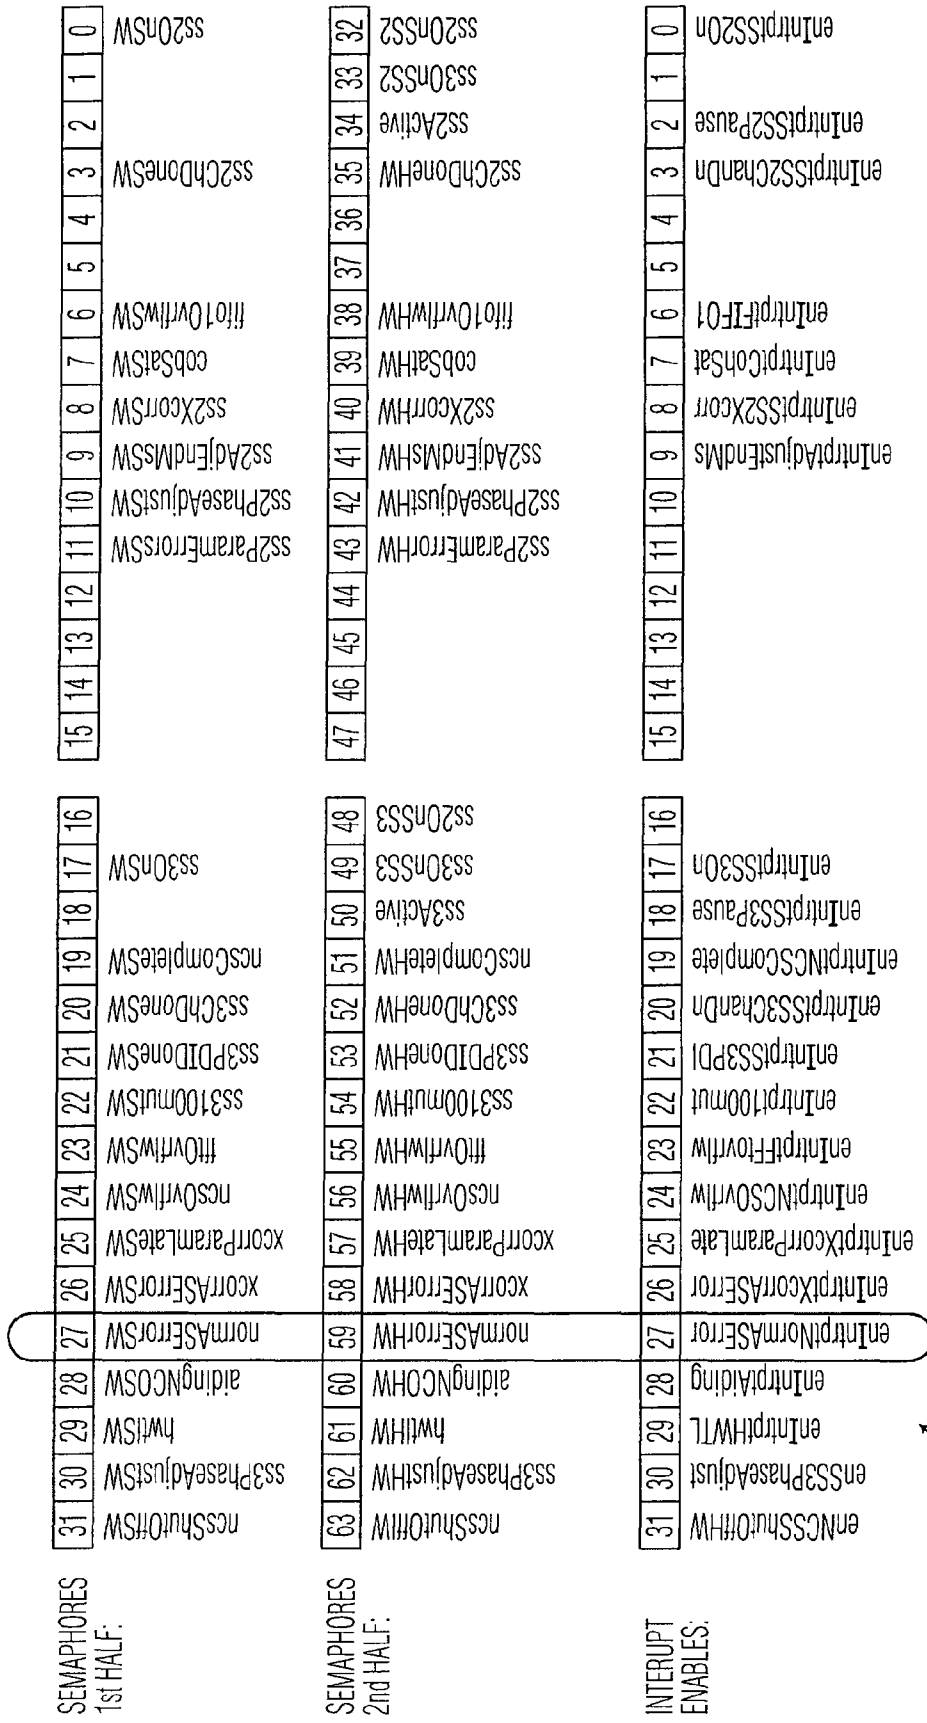 SEMAPHORES
1st HALF:
31 30 29 28 27 26 25 24 23 22 21 20 19 18 17 16 15 14 13 12 11 10 9 8 7 6 5 4 3 2 1 0
ncsShutOffSW
ss3PhaseAdjustSW
hwtlSW
aidingNCOSW
normASErrorSW
xcorrASErrorSW
xcorrParamLateSW
ncsOvrflwSW
fftOvrflwSW
ss3100mutSW
ss3PDIDoneSW
ss3ChDoneSW
ncsCompleteSW
ss3OnSW
ss2ParamErrorsSW
ss2PhaseAdjustSW
ss2AdjEndMsSW
ss2XcorrSW
cobSatSW
fifo1OvrflwSW
ss2ChDoneSW
ss2OnSW
SEMAPHORES
2nd HALF:
63 62 61 60 59 58 57 56 55 54 53 52 51 50 49 48 47 46 45 44 43 42 41 40 39 38 37 36 35 34 33 32
ncsShutOffHW
ss3PhaseAdjustHW
hwtlHW
aidingNCOHW
normASErrorHW
xcorrASErrorHW
xcorrParamLateHW
ncsOvrflwHW
fftOvrflwHW
ss3100mutHW
ss3PDIDoneHW
ss3ChDoneHW
ncsCompleteHW
ss3Active
ss3OnSS3
ss2OnSS3
ss2ParamErrorHW
ss2PhaseAdjustHW
ss2AdjEndMsHW
ss2XcorrHW
cobSatHW
fifo1OvrflwHW
ss2ChDoneHW
ss2Active
ss3OnSS2
ss2OnSS2
INTERUPT
ENABLES:
31 30 29 28 27 26 25 24 23 22 21 20 19 18 17 16 15 14 13 12 11 10 9 8 7 6 5 4 3 2 1 0
enNCSShutOffHW
enSS3PhaseAdjust
enIntrptHWTL
enIntrptAiding
enIntrptNormASError
enIntrptXcorrASError
enIntrptXcorrParamLate
enIntrptNCSOvrflw
enIntrptFFtovrflw
enIntrpt100mut
enIntrptSS3PDI
enIntrptSS3ChanDn
enIntrptNCSComplete
enIntrptSS3Pause
enIntrptSS3On
enIntrptAdjustEndMs
enIntrptSS2Xcorr
enIntrptCohSat
enIntrptFIFO1
enIntrptSS2ChanDn
enIntrptSS2Pause
enIntrptSS2On